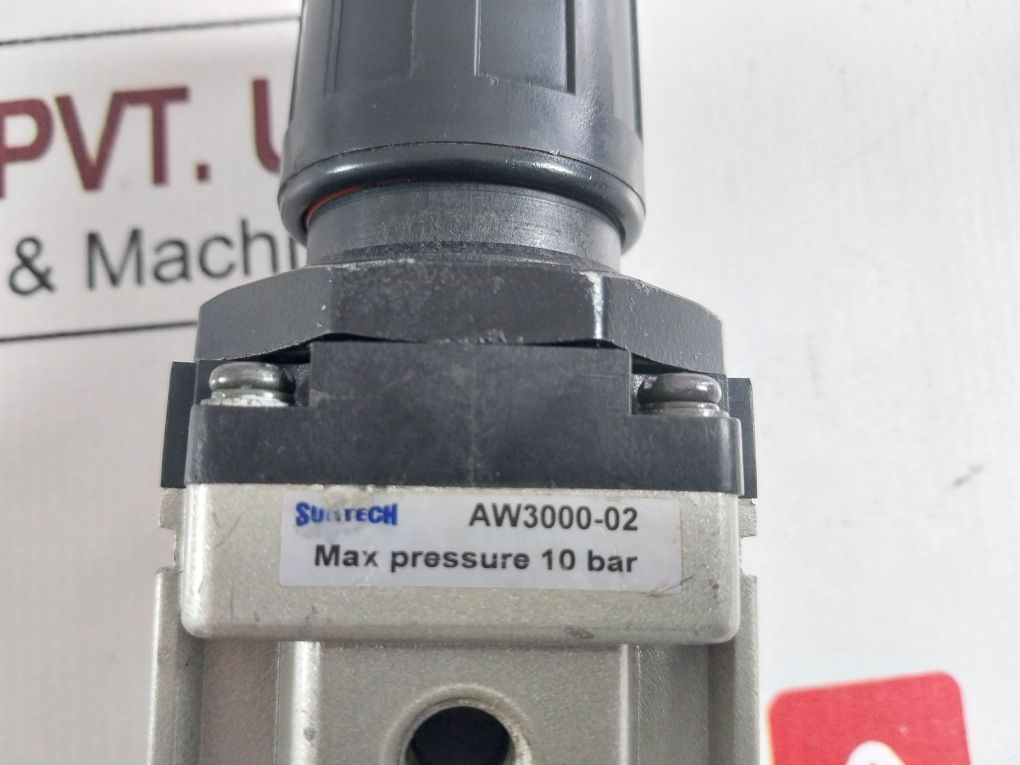 PVT.
& Machi
SUNTECH AW3000-02
Max pressure 10 bar